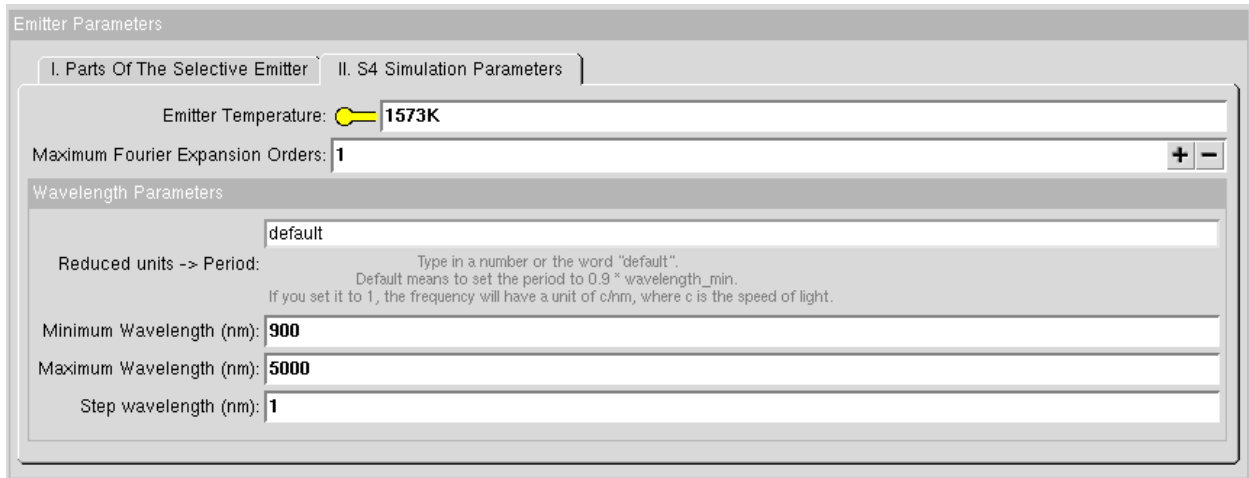 Emitter Parameters
I. Parts Of The Selective Emitter
II. S4 Simulation Parameters
Emitter Temperature: 1573K
Maximum Fourier Expansion Orders: 1 + −
Wavelength Parameters
default
Reduced units -> Period:
Type in a number or the word "default".
Default means to set the period to 0.9 * wavelength_min.
If you set it to 1, the frequency will have a unit of c/nm, where c is the speed of light.
Minimum Wavelength (nm): 900
Maximum Wavelength (nm): 5000
Step wavelength (nm): 1